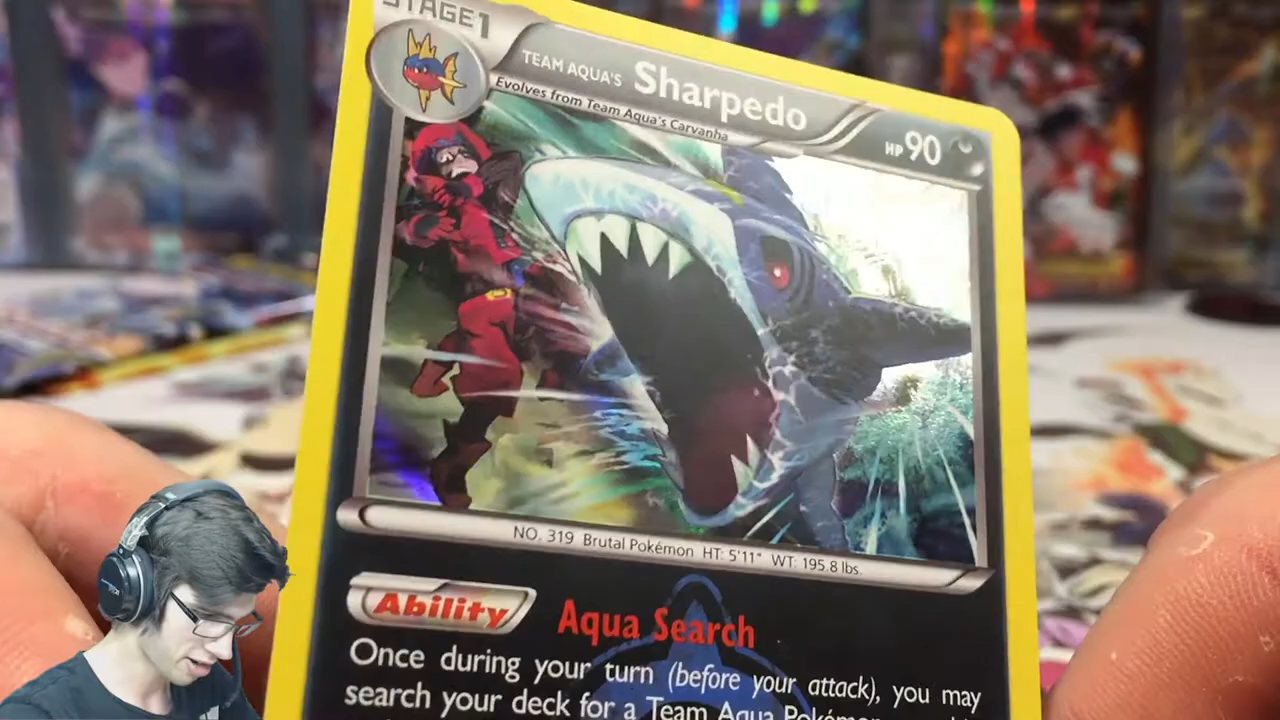 STAGE1
TEAM AQUA'S Sharpedo HP 90
Evolves from Team Aqua's Carvanha
NO. 319 Brutal Pokémon HT: 5'11" WT: 195.8 lbs.
Ability Aqua Search
Once during your turn (before your attack), you may
search your deck for a Team Aqua Pokémon